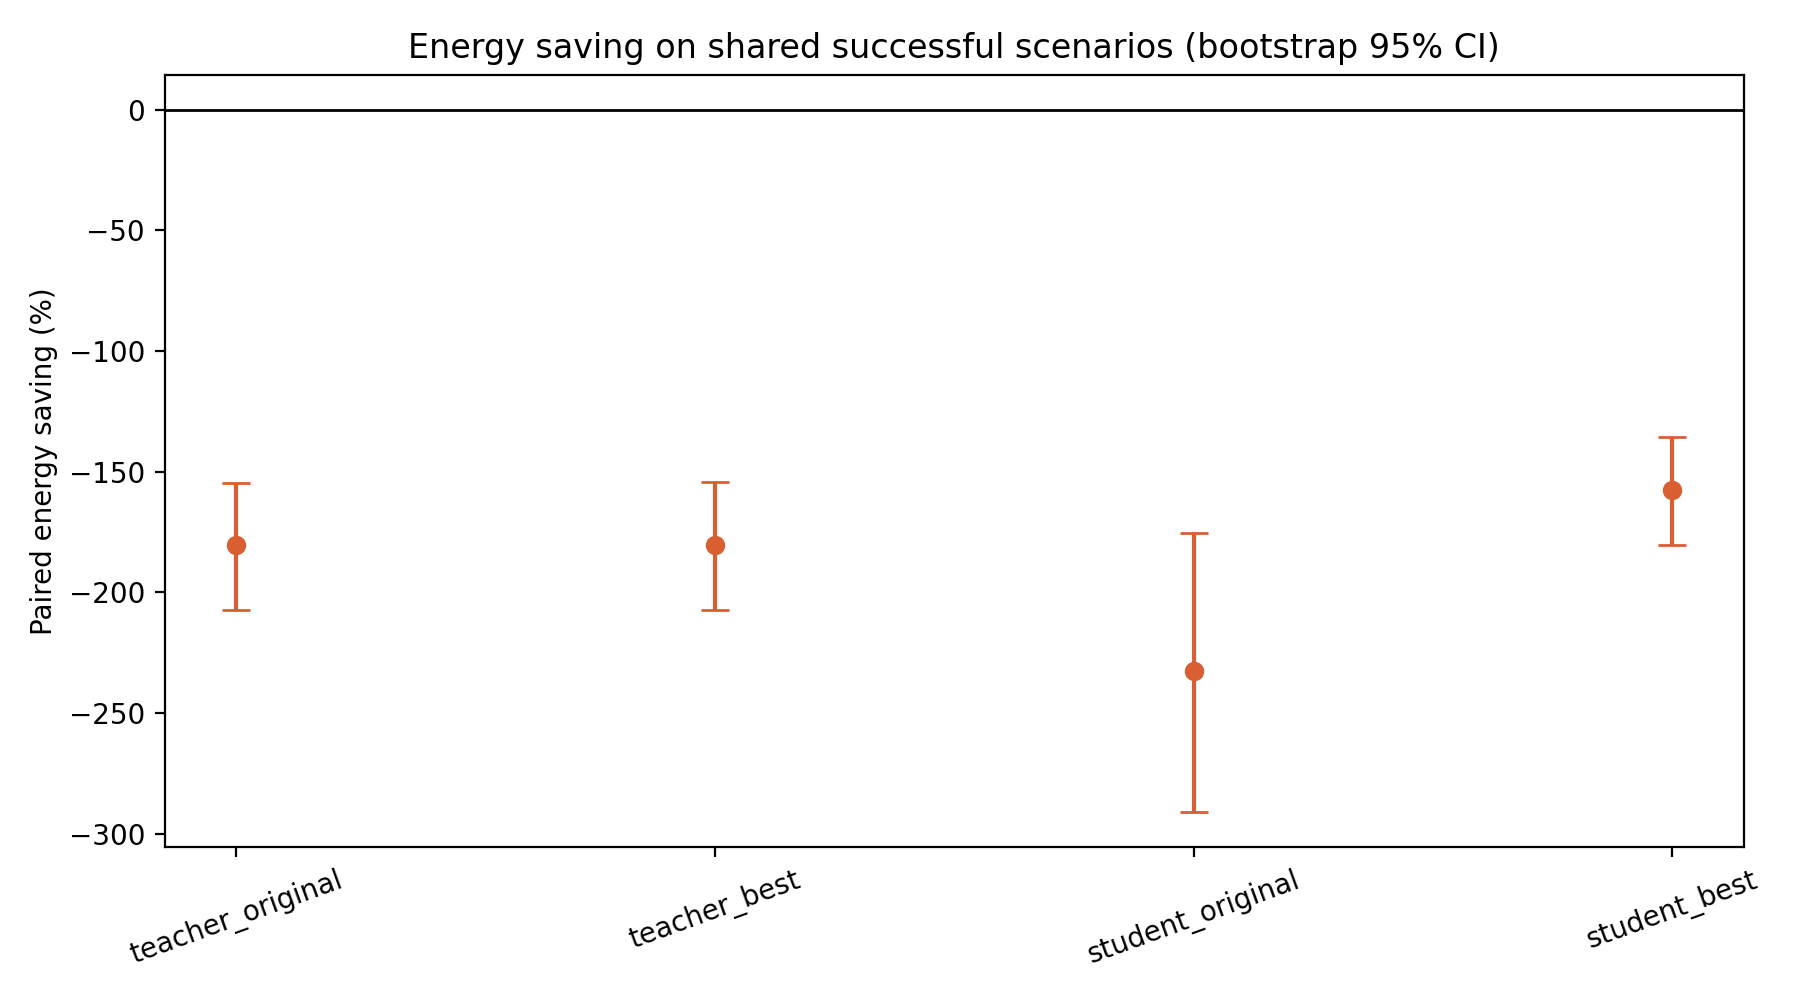 Energy saving on shared successful scenarios (bootstrap 95% CI)
Paired energy saving (%)
0
−50
−100
−150
−200
−250
−300
teacher_original
teacher_best
student_original
student_best